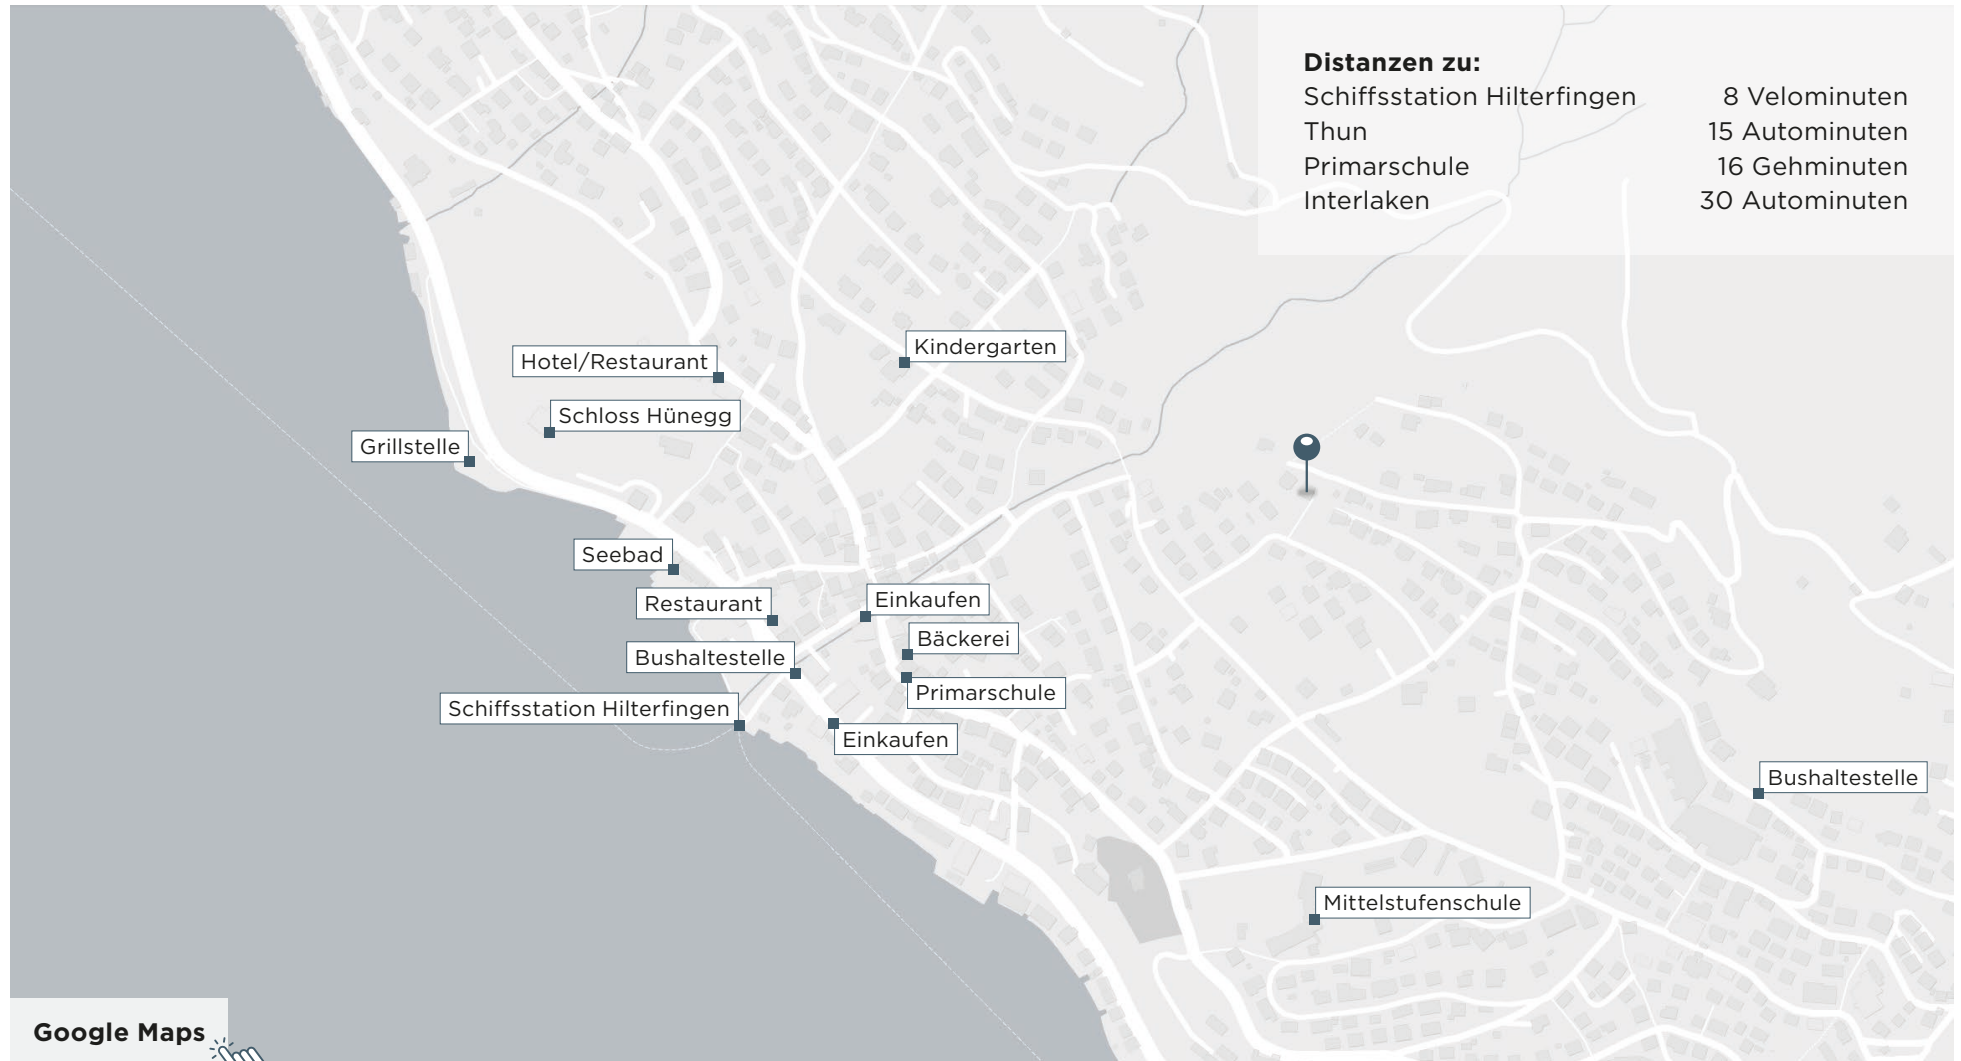 Distanzen zu:
Schiffsstation Hilterfingen 8 Velominuten
Thun 15 Autominuten
Primarschule 16 Gehminuten
Interlaken 30 Autominuten
Kindergarten
Hotel/Restaurant
Schloss Hünegg
Grillstelle
Seebad
Restaurant
Einkaufen
Bäckerei
Bushaltestelle
Primarschule
Schiffsstation Hilterfingen
Einkaufen
Bushaltestelle
Mittelstufenschule
Google Maps